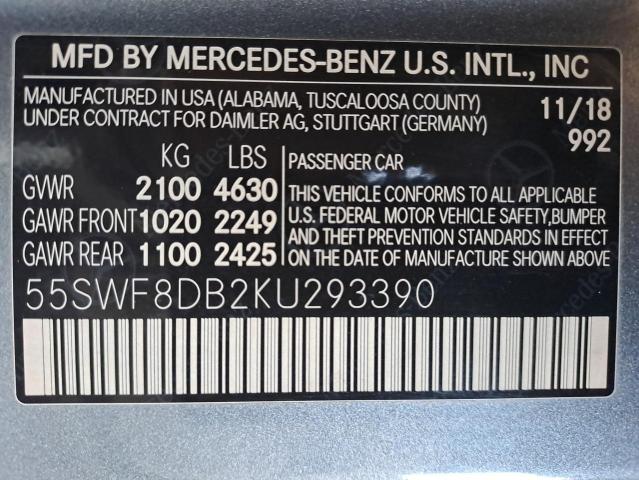 MFD BY MERCEDES-BENZ U.S. INTL., INC
MANUFACTURED IN USA (ALABAMA, TUSCALOOSA COUNTY) 11/18
UNDER CONTRACT FOR DAIMLER AG, STUTTGART (GERMANY) 992
KG LBS
GVWR 2100 4630
GAWR FRONT 1020 2249
GAWR REAR 1100 2425
PASSENGER CAR
THIS VEHICLE CONFORMS TO ALL APPLICABLE
U.S. FEDERAL MOTOR VEHICLE SAFETY,BUMPER
AND THEFT PREVENTION STANDARDS IN EFFECT
ON THE DATE OF MANUFACTURE SHOWN ABOVE
55SWF8DB2KU293390